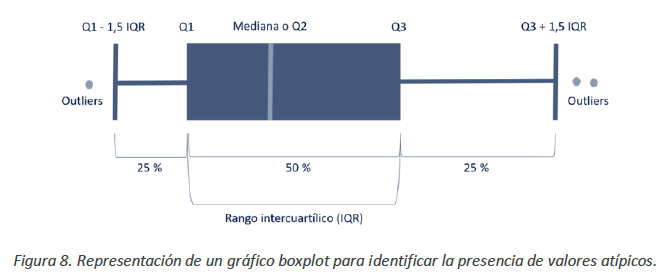 Q1 - 1,5 IQR Q1 Mediana o Q2 Q3 Q3 + 1,5 IQR
Outliers Outliers
25 % 50 % 25 %
Rango intercuartílico (IQR)
Figura 8. Representación de un gráfico boxplot para identificar la presencia de valores atípicos.